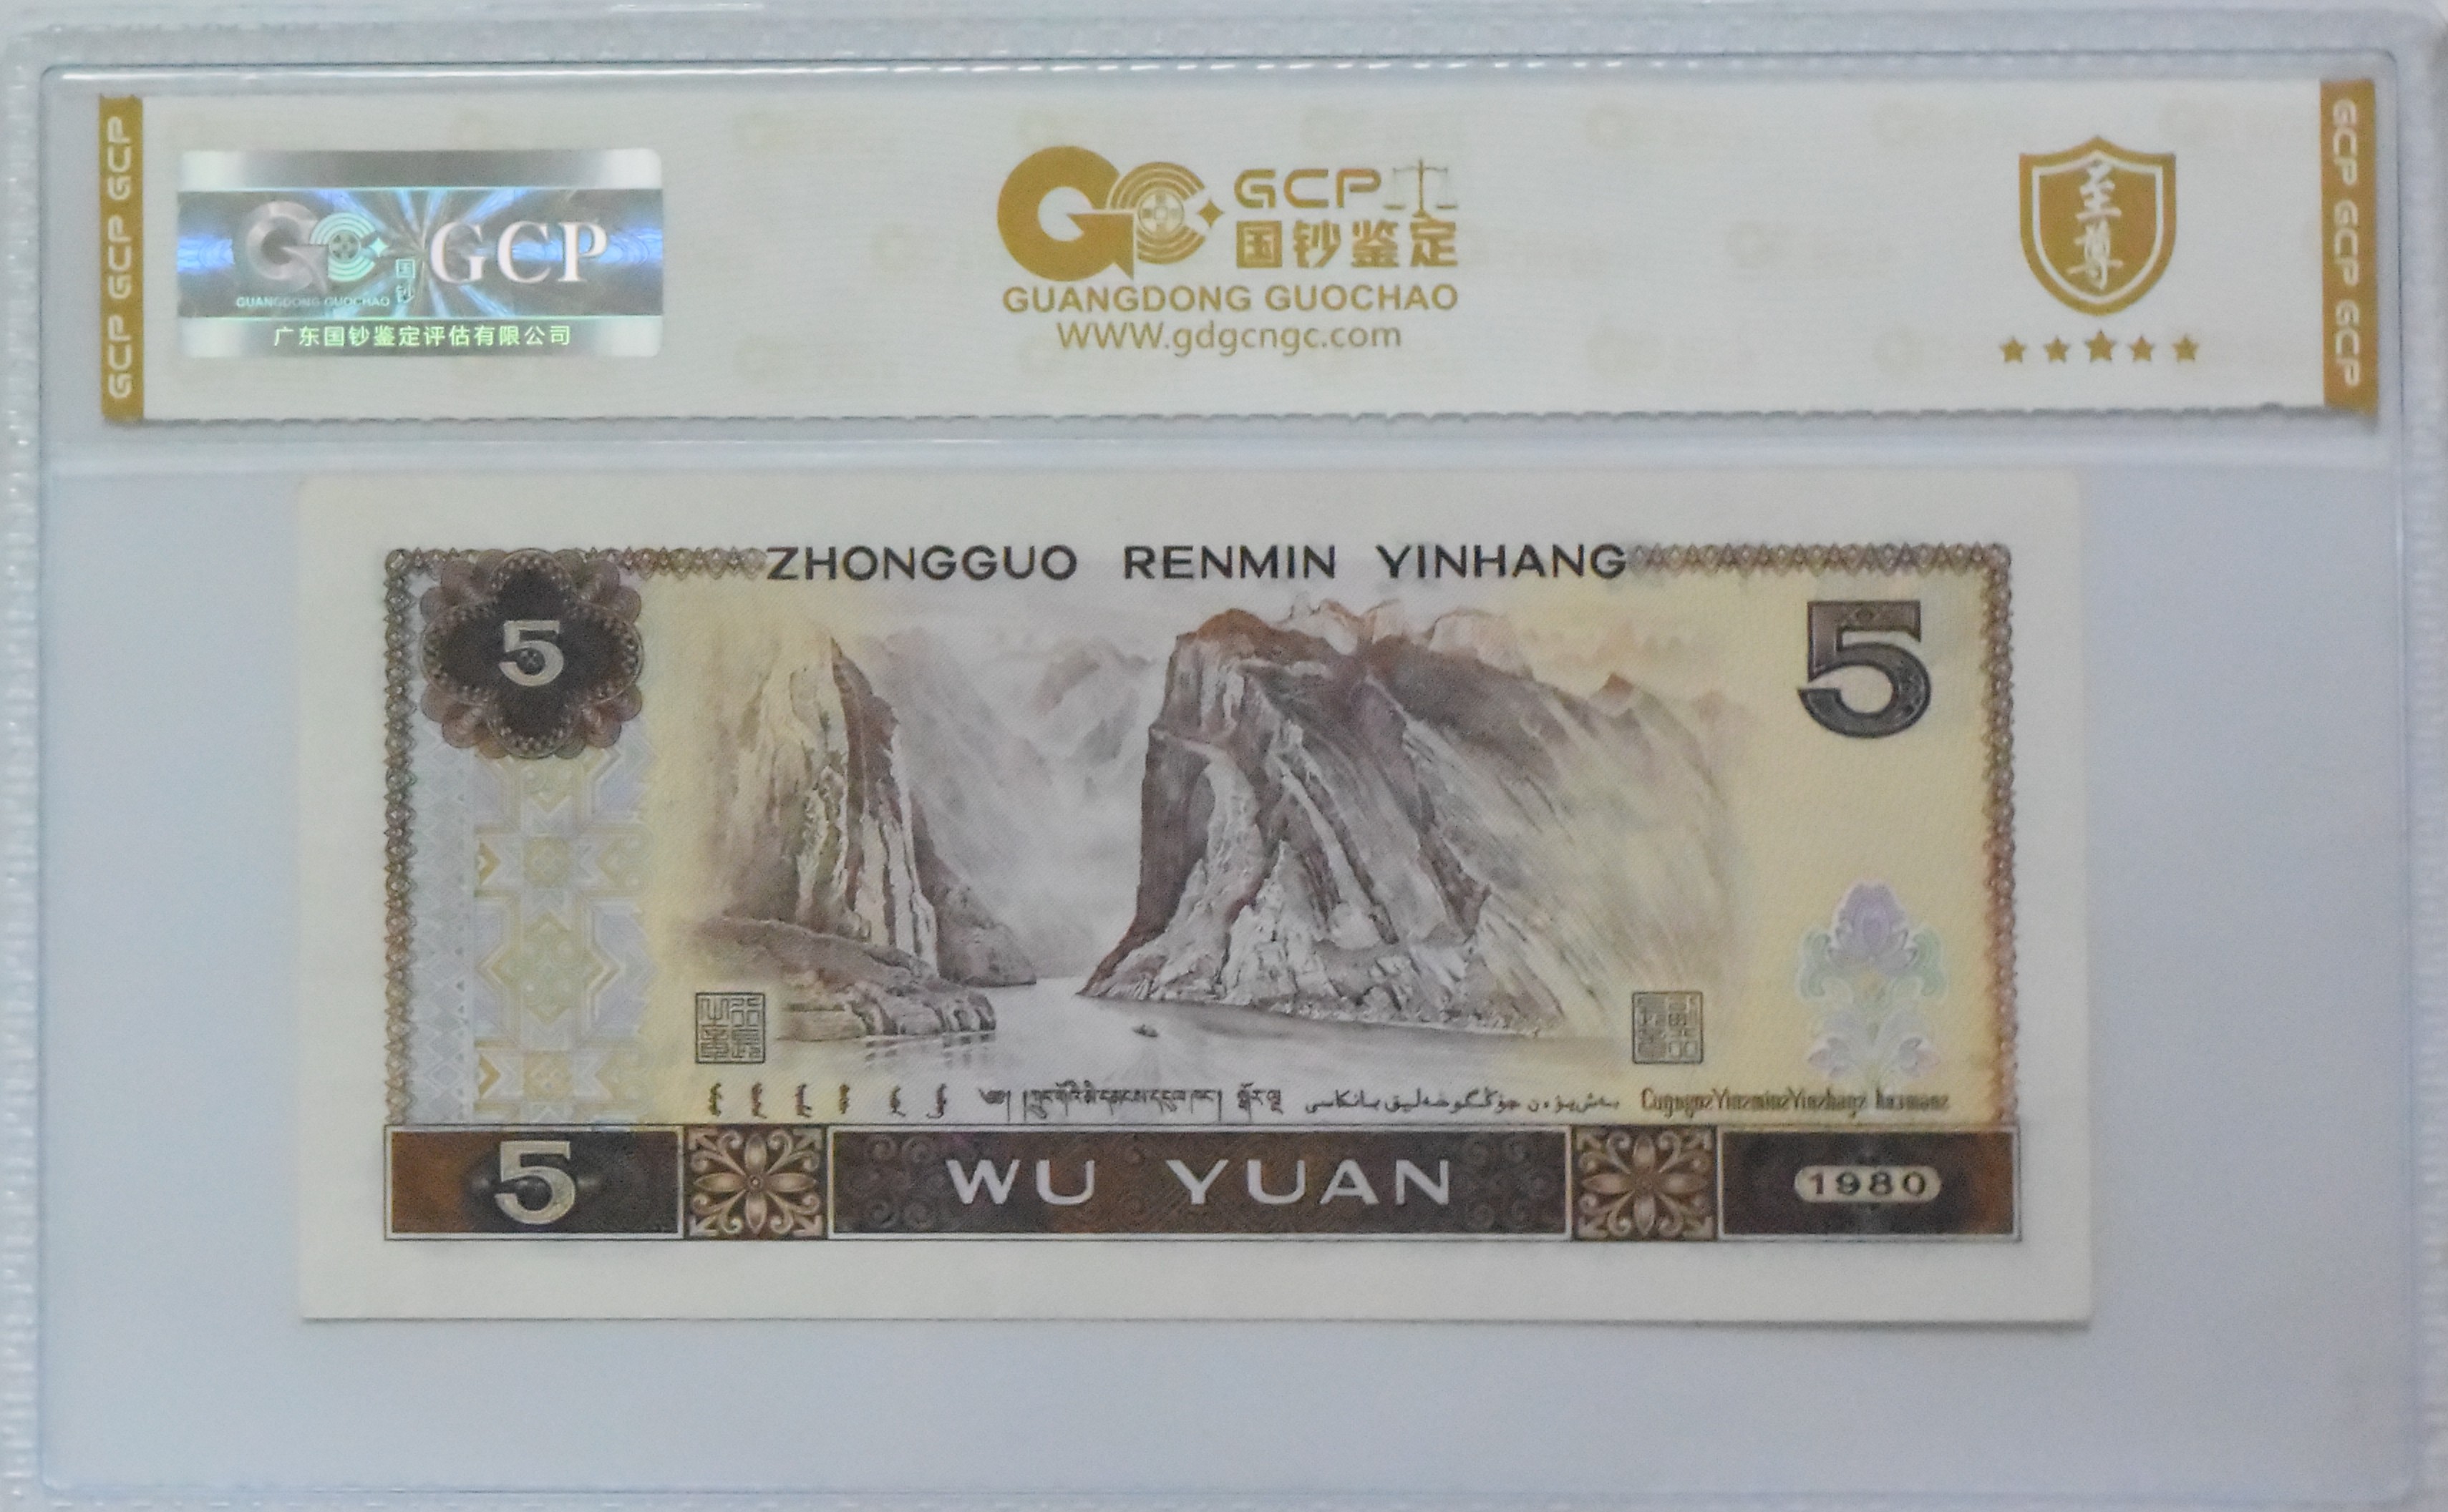 GCP GCP GCP
GCP
国钞
GUANGDONG GUOCHAO
广东国钞鉴定评估有限公司
GCP
国钞鉴定
GUANGDONG GUOCHAO
WWW.gdgcngc.com
至尊
GCP GCP GCP
ZHONGGUO RENMIN YINHANG
5
5
5
WU YUAN
1980